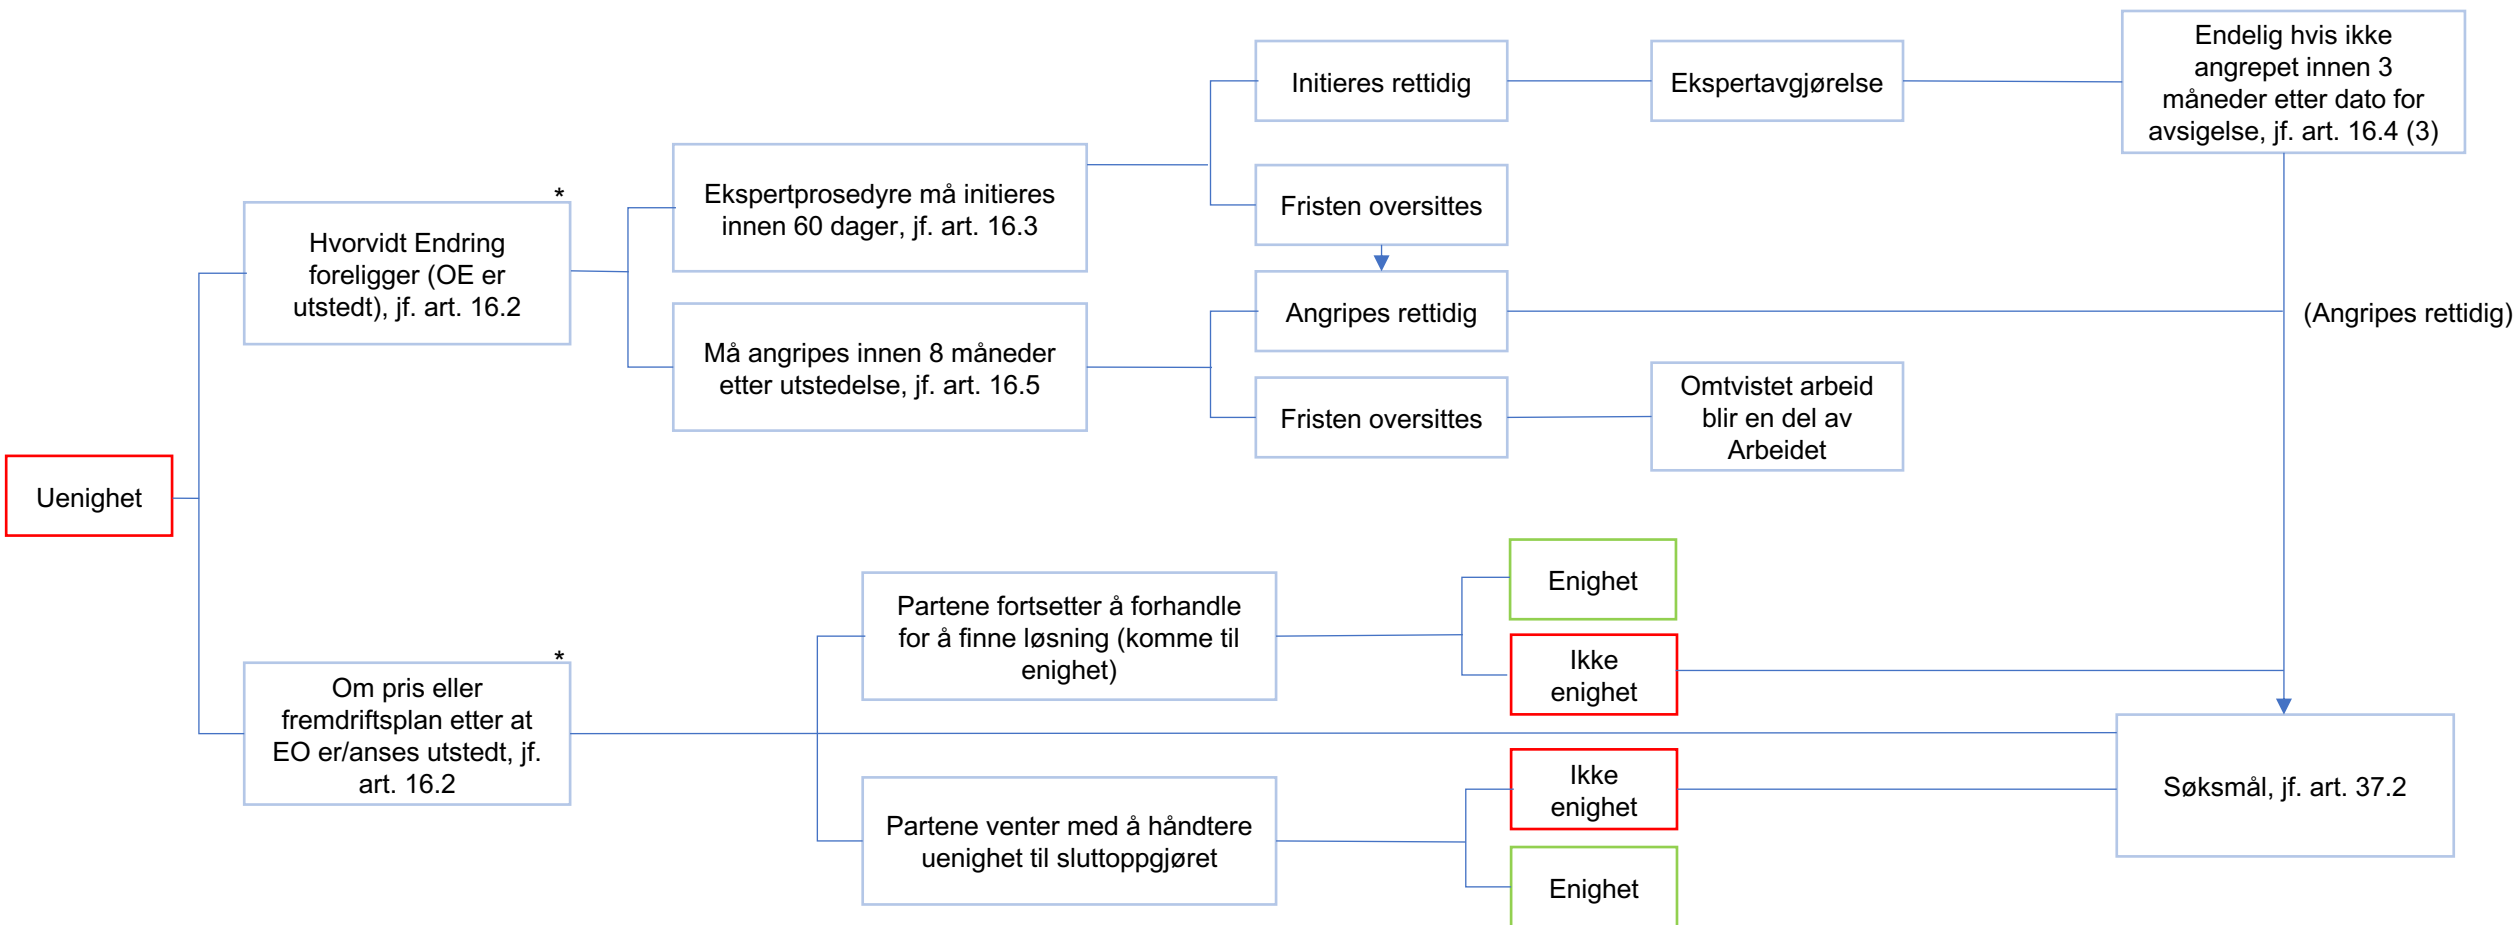 Uenighet
*
Hvorvidt Endring
foreligger (OE er
utstedt), jf. art. 16.2
Ekspertprosedyre må initieres
innen 60 dager, jf. art. 16.3
Initieres rettidig
Ekspertavgjørelse
Endelig hvis ikke
angrepet innen 3
måneder etter dato for
avsigelse, jf. art. 16.4 (3)
Fristen oversittes
Må angripes innen 8 måneder
etter utstedelse, jf. art. 16.5
Angripes rettidig
(Angripes rettidig)
Fristen oversittes
Omtvistet arbeid
blir en del av
Arbeidet
*
Om pris eller
fremdriftsplan etter at
EO er/anses utstedt, jf.
art. 16.2
Partene fortsetter å forhandle
for å finne løsning (komme til
enighet)
Enighet
Ikke
enighet
Partene venter med å håndtere
uenighet til sluttoppgjøret
Ikke
enighet
Enighet
Søksmål, jf. art. 37.2